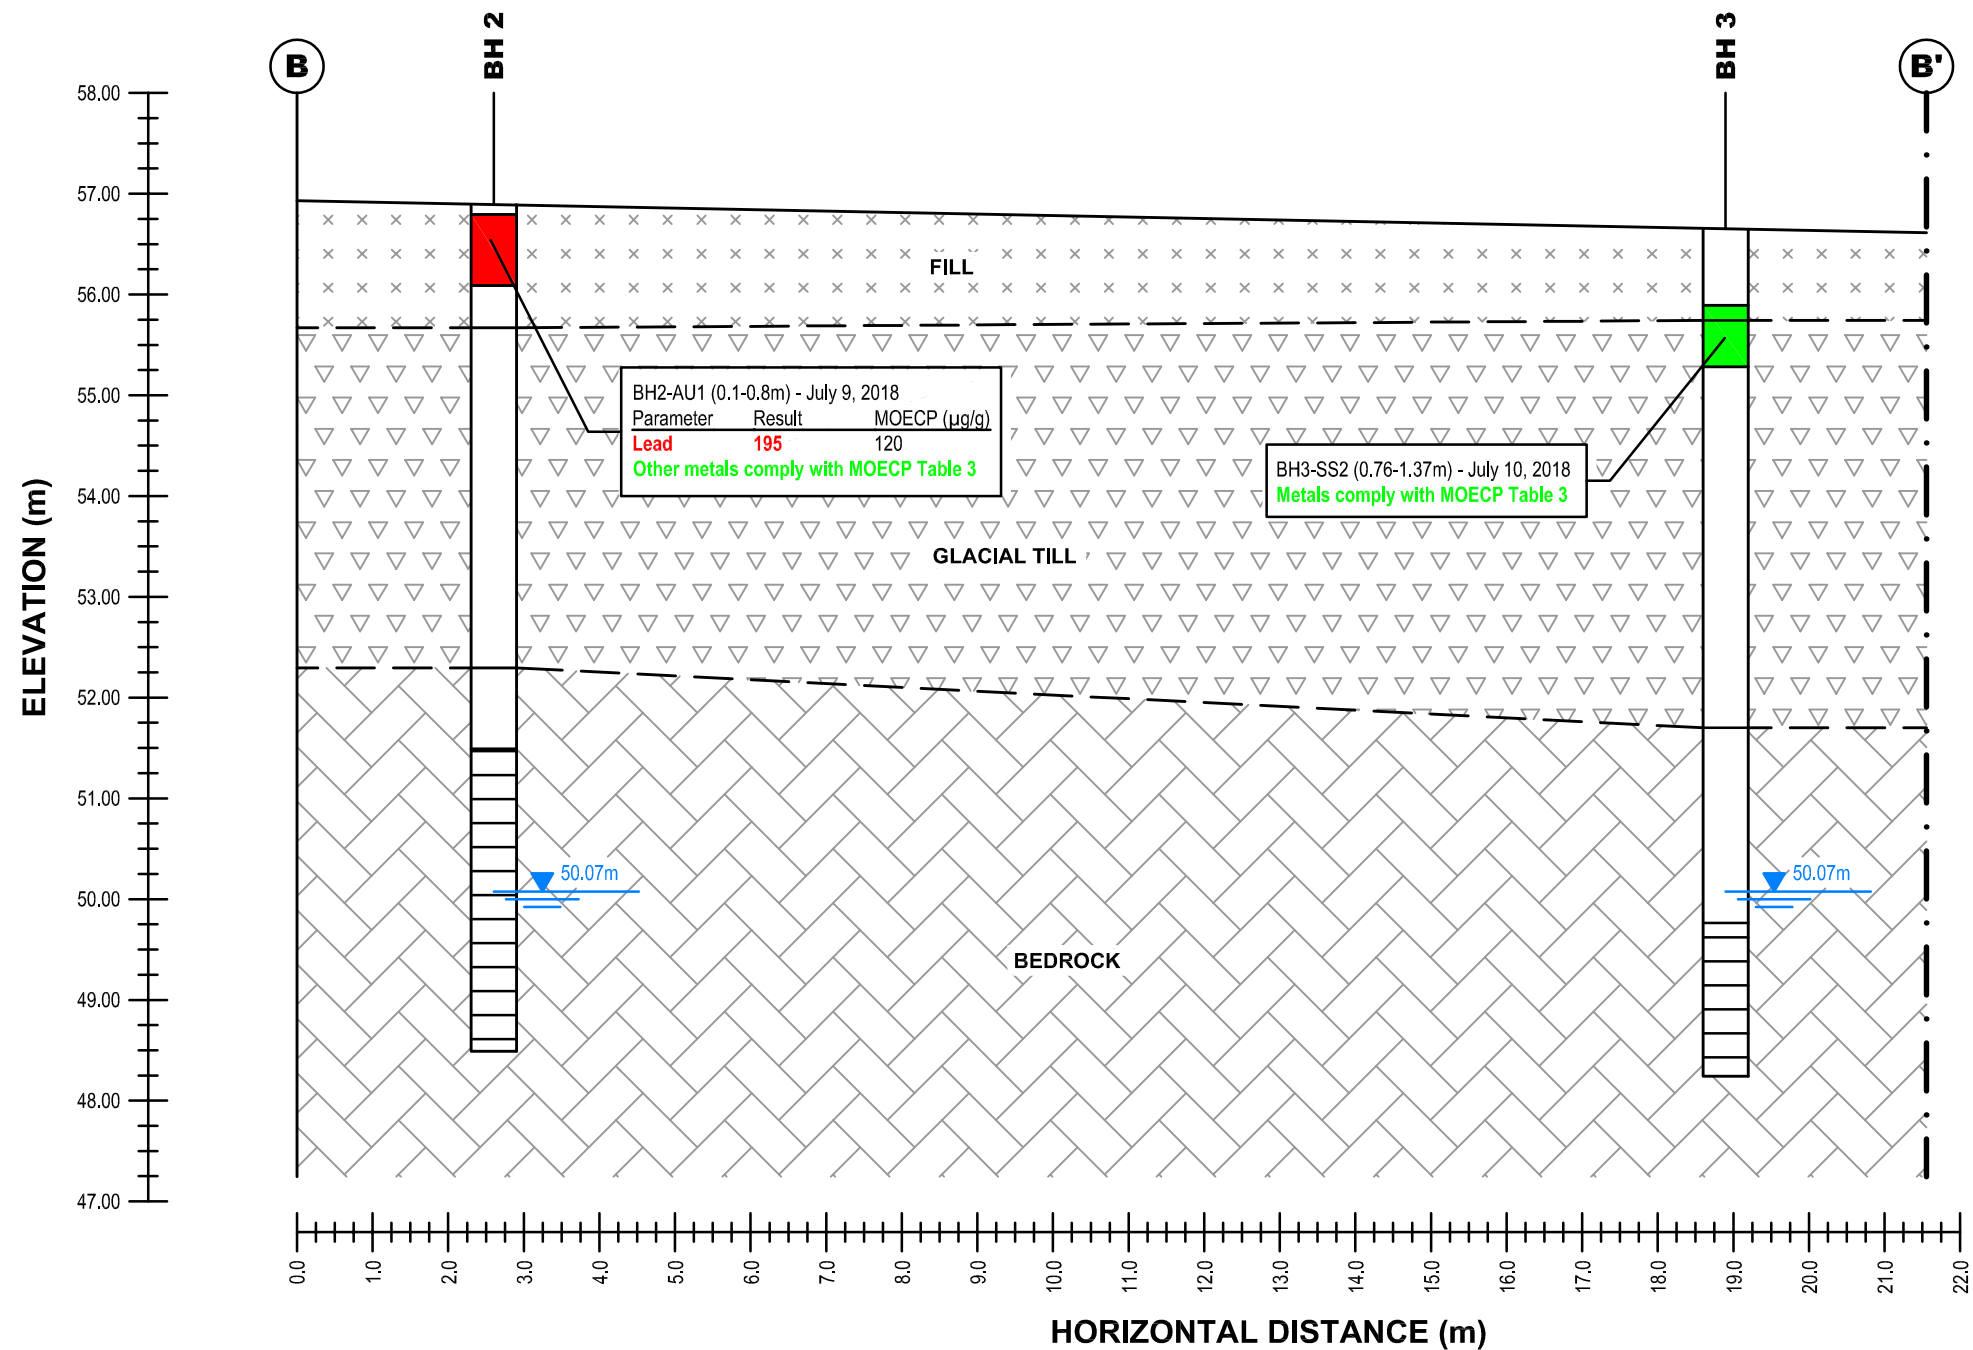 B
BH 2
BH 3
B'
58.00
57.00
56.00
55.00
54.00
53.00
52.00
51.00
50.00
49.00
48.00
47.00
ELEVATION (m)
FILL
BH2-AU1 (0.1-0.8m) - July 9, 2018
Parameter Result MOECP (µg/g)
Lead 195 120
Other metals comply with MOECP Table 3
BH3-SS2 (0.76-1.37m) - July 10, 2018
Metals comply with MOECP Table 3
GLACIAL TILL
50.07m
50.07m
BEDROCK
0.0 1.0 2.0 3.0 4.0 5.0 6.0 7.0 8.0 9.0 10.0 11.0 12.0 13.0 14.0 15.0 16.0 17.0 18.0 19.0 20.0 21.0 22.0
HORIZONTAL DISTANCE (m)